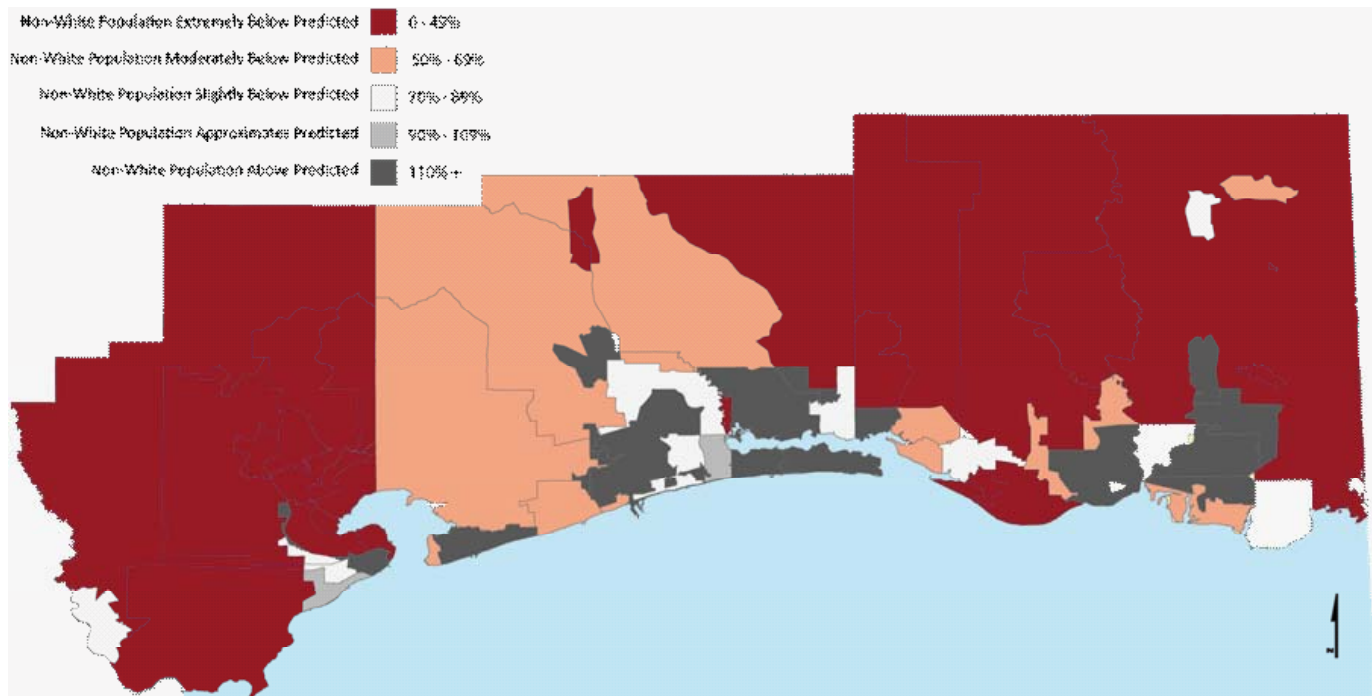 Non-White Population Extremely Below Predicted 0 - 49%
Non-White Population Moderately Below Predicted 50% - 69%
Non-White Population Slightly Below Predicted 70% - 89%
Non-White Population Approximates Predicted 90% - 109%
Non-White Population Above Predicted 110% +
N